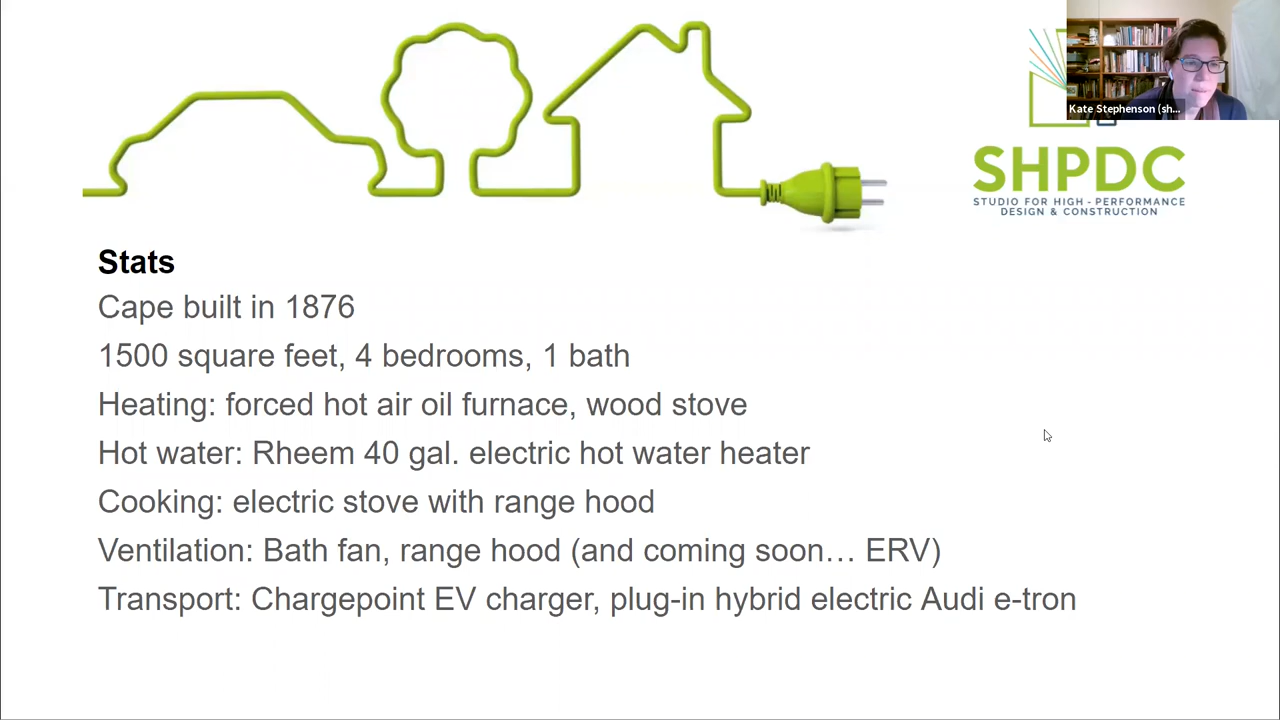 Kate Stephenson (sh...
SHPDC
STUDIO FOR HIGH - PERFORMANCE
DESIGN & CONSTRUCTION
Stats
Cape built in 1876
1500 square feet, 4 bedrooms, 1 bath
Heating: forced hot air oil furnace, wood stove
Hot water: Rheem 40 gal. electric hot water heater
Cooking: electric stove with range hood
Ventilation: Bath fan, range hood (and coming soon… ERV)
Transport: Chargepoint EV charger, plug-in hybrid electric Audi e-tron